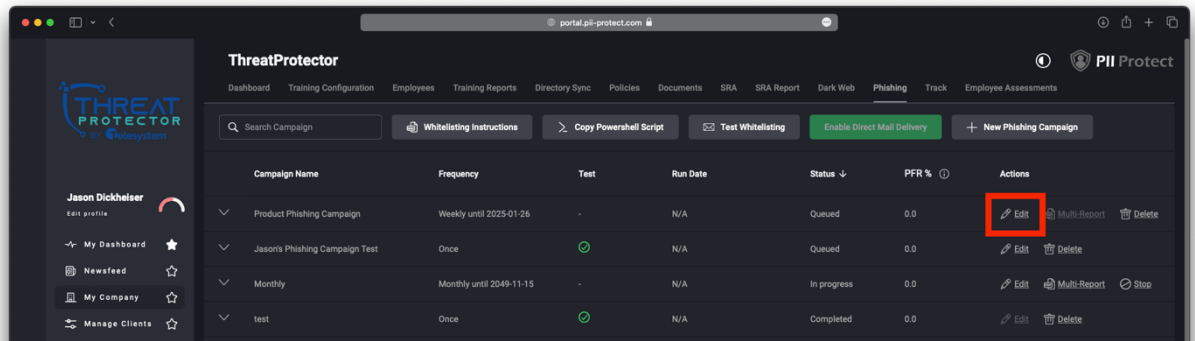 portal.pii-protect.com
THREAT
PROTECTOR
BY Telesystem
ThreatProtector
PII Protect
Dashboard Training Configuration Employees Training Reports Directory Sync Policies Documents SRA SRA Report Dark Web Phishing Track Employee Assessments
Search Campaign Whitelisting Instructions Copy Powershell Script Test Whitelisting Enable Direct Mail Delivery New Phishing Campaign
Jason Dickheiser
Edit profile
My Dashboard
Newsfeed
My Company
Manage Clients
Campaign Name Frequency Test Run Date Status PFR % Actions
Product Phishing Campaign Weekly until 2025-01-26 - N/A Queued 0.0 Edit Multi-Report Delete
Jason's Phishing Campaign Test Once N/A Queued 0.0 Edit Delete
Monthly Monthly until 2049-11-15 - N/A In progress 0.0 Edit Multi-Report Stop
test Once N/A Completed 0.0 Edit Delete